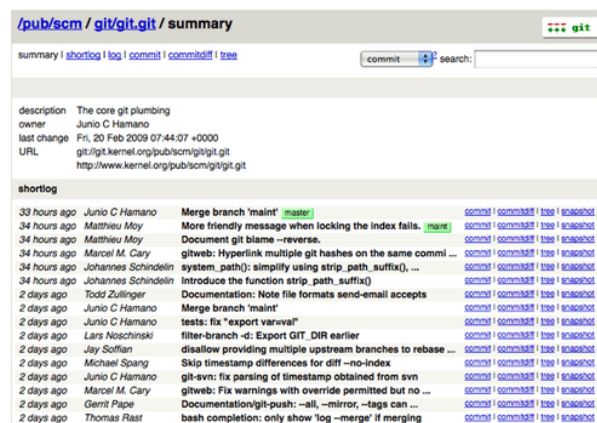 /pub/scm / git/git.git / summary
git
summary | shortlog | log | commit | commitdiff | tree
commit ? search:
description The core git plumbing
owner Junio C Hamano
last change Fri, 20 Feb 2009 07:44:07 +0000
URL git://git.kernel.org/pub/scm/git/git.git
http://www.kernel.org/pub/scm/git/git.git
shortlog
33 hours ago Junio C Hamano Merge branch 'maint' master commit | commitdiff | tree | snapshot
34 hours ago Matthieu Moy More friendly message when locking the index fails. maint commit | commitdiff | tree | snapshot
34 hours ago Matthieu Moy Document git blame --reverse. commit | commitdiff | tree | snapshot
34 hours ago Marcel M. Cary gitweb: Hyperlink multiple git hashes on the same commi ... commit | commitdiff | tree | snapshot
34 hours ago Johannes Schindelin system_path(): simplify using strip_path_suffix(), ... commit | commitdiff | tree | snapshot
34 hours ago Johannes Schindelin Introduce the function strip_path_suffix() commit | commitdiff | tree | snapshot
2 days ago Todd Zullinger Documentation: Note file formats send-email accepts commit | commitdiff | tree | snapshot
2 days ago Junio C Hamano Merge branch 'maint' commit | commitdiff | tree | snapshot
2 days ago Junio C Hamano tests: fix "export var=val" commit | commitdiff | tree | snapshot
2 days ago Lars Noschinski filter-branch -d: Export GIT_DIR earlier commit | commitdiff | tree | snapshot
2 days ago Jay Soffian disallow providing multiple upstream branches to rebase ... commit | commitdiff | tree | snapshot
2 days ago Michael Spang Skip timestamp differences for diff --no-index commit | commitdiff | tree | snapshot
2 days ago Junio C Hamano git-svn: fix parsing of timestamp obtained from svn commit | commitdiff | tree | snapshot
2 days ago Marcel M. Cary gitweb: Fix warnings with override permitted but no ... commit | commitdiff | tree | snapshot
2 days ago Gerrit Pape Documentation/git-push: --all, --mirror, --tags can ... commit | commitdiff | tree | snapshot
2 days ago Thomas Rast bash completion: only show 'log --merge' if merging commit | commitdiff | tree | snapshot